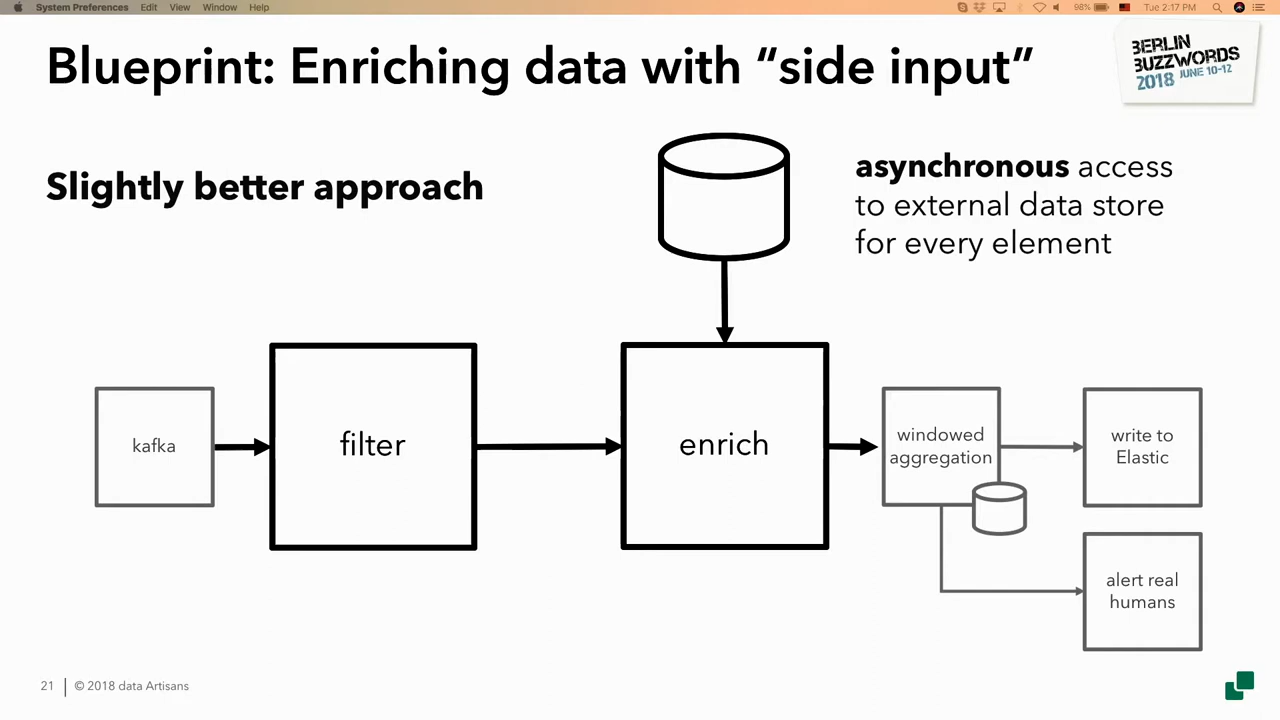 System Preferences Edit View Window Help
98% Tue 2:17 PM
Blueprint: Enriching data with “side input”
BERLIN
BUZZWORDS
2018 JUNE 10-12
Slightly better approach
asynchronous access
to external data store
for every element
kafka
filter
enrich
windowed
aggregation
write to
Elastic
alert real
humans
21 © 2018 data Artisans